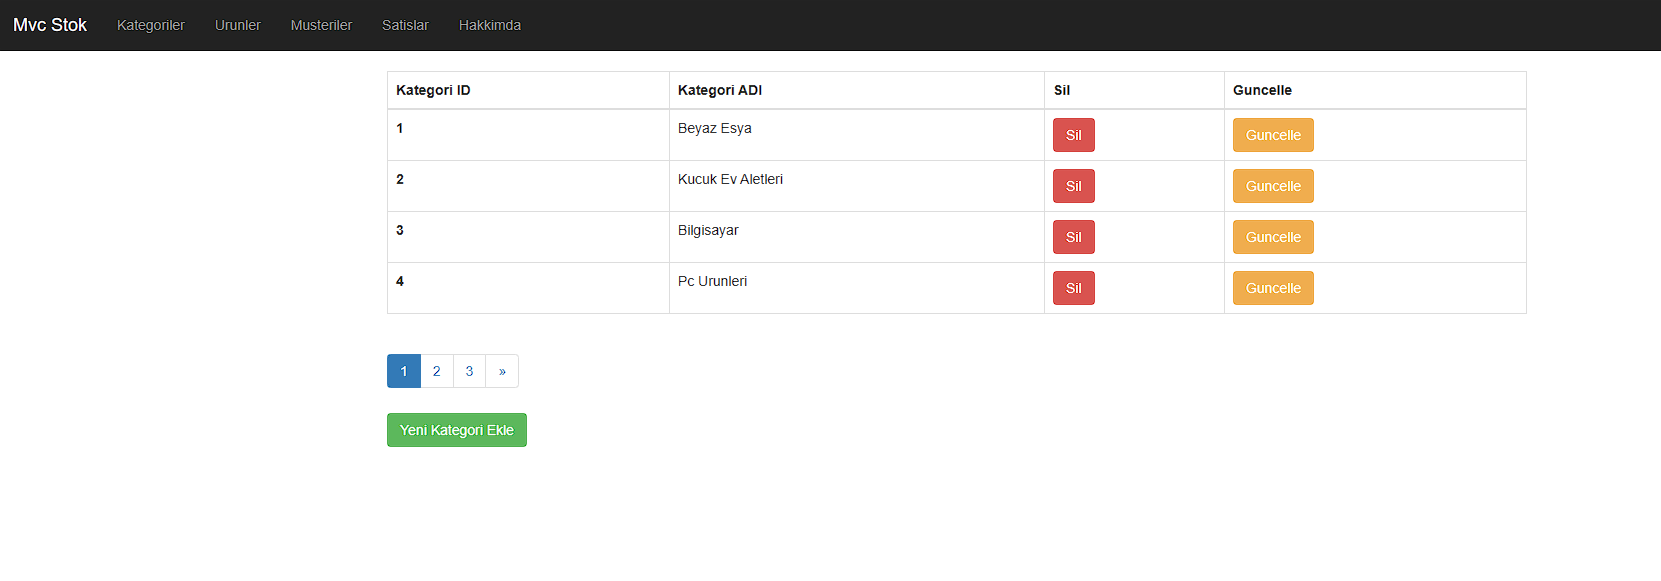 Mvc Stok Kategoriler Urunler Musteriler Satislar Hakkimda
Kategori ID Kategori ADI Sil Guncelle
1 Beyaz Esya Sil Guncelle
2 Kucuk Ev Aletleri Sil Guncelle
3 Bilgisayar Sil Guncelle
4 Pc Urunleri Sil Guncelle
1 2 3 »
Yeni Kategori Ekle